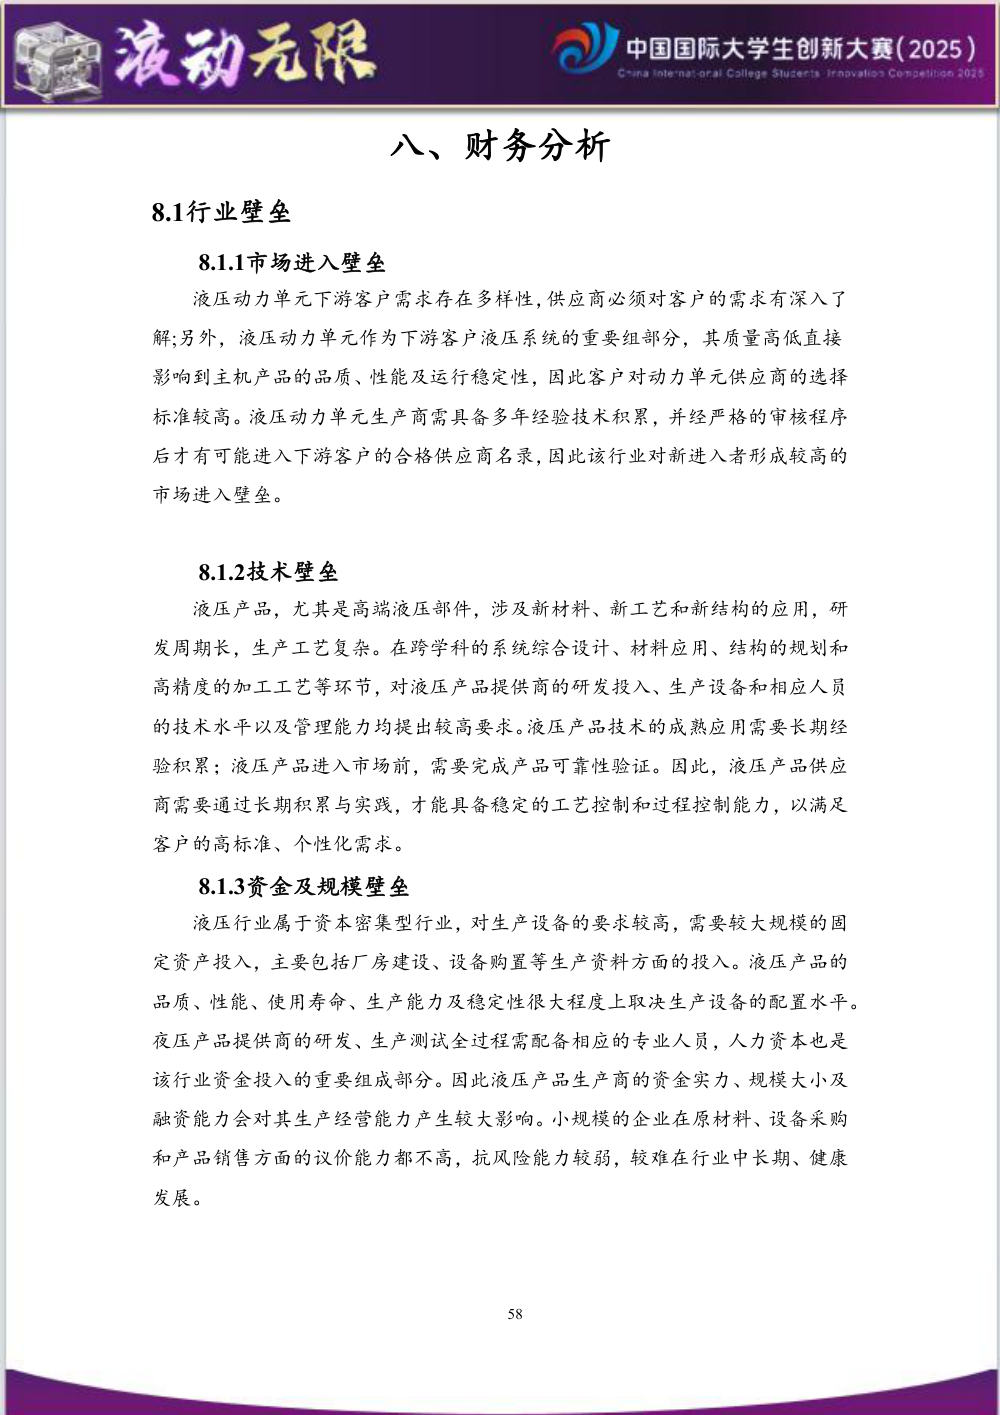 液动无限
中国国际大学生创新大赛(2025)
China International College Students Innovation Competition 2025
八、财务分析
8.1行业壁垒
8.1.1市场进入壁垒
液压动力单元下游客户需求存在多样性,供应商必须对客户的需求有深入了
解;另外，液压动力单元作为下游客户液压系统的重要组部分，其质量高低直接
影响到主机产品的品质、性能及运行稳定性，因此客户对动力单元供应商的选择
标准较高。液压动力单元生产商需具备多年经验技术积累，并经严格的审核程序
后才有可能进入下游客户的合格供应商名录,因此该行业对新进入者形成较高的
市场进入壁垒。
8.1.2技术壁垒
液压产品，尤其是高端液压部件，涉及新材料、新工艺和新结构的应用，研
发周期长，生产工艺复杂。在跨学科的系统综合设计、材料应用、结构的规划和
高精度的加工工艺等环节，对液压产品提供商的研发投入、生产设备和相应人员
的技术水平以及管理能力均提出较高要求。液压产品技术的成熟应用需要长期经
验积累；液压产品进入市场前，需要完成产品可靠性验证。因此，液压产品供应
商需要通过长期积累与实践，才能具备稳定的工艺控制和过程控制能力，以满足
客户的高标准、个性化需求。
8.1.3资金及规模壁垒
液压行业属于资本密集型行业，对生产设备的要求较高，需要较大规模的固
定资产投入，主要包括厂房建设、设备购置等生产资料方面的投入。液压产品的
品质、性能、使用寿命、生产能力及稳定性很大程度上取决生产设备的配置水平。
夜压产品提供商的研发、生产测试全过程需配备相应的专业人员，人力资本也是
该行业资金投入的重要组成部分。因此液压产品生产商的资金实力、规模大小及
融资能力会对其生产经营能力产生较大影响。小规模的企业在原材料、设备采购
和产品销售方面的议价能力都不高，抗风险能力较弱，较难在行业中长期、健康
发展。
58